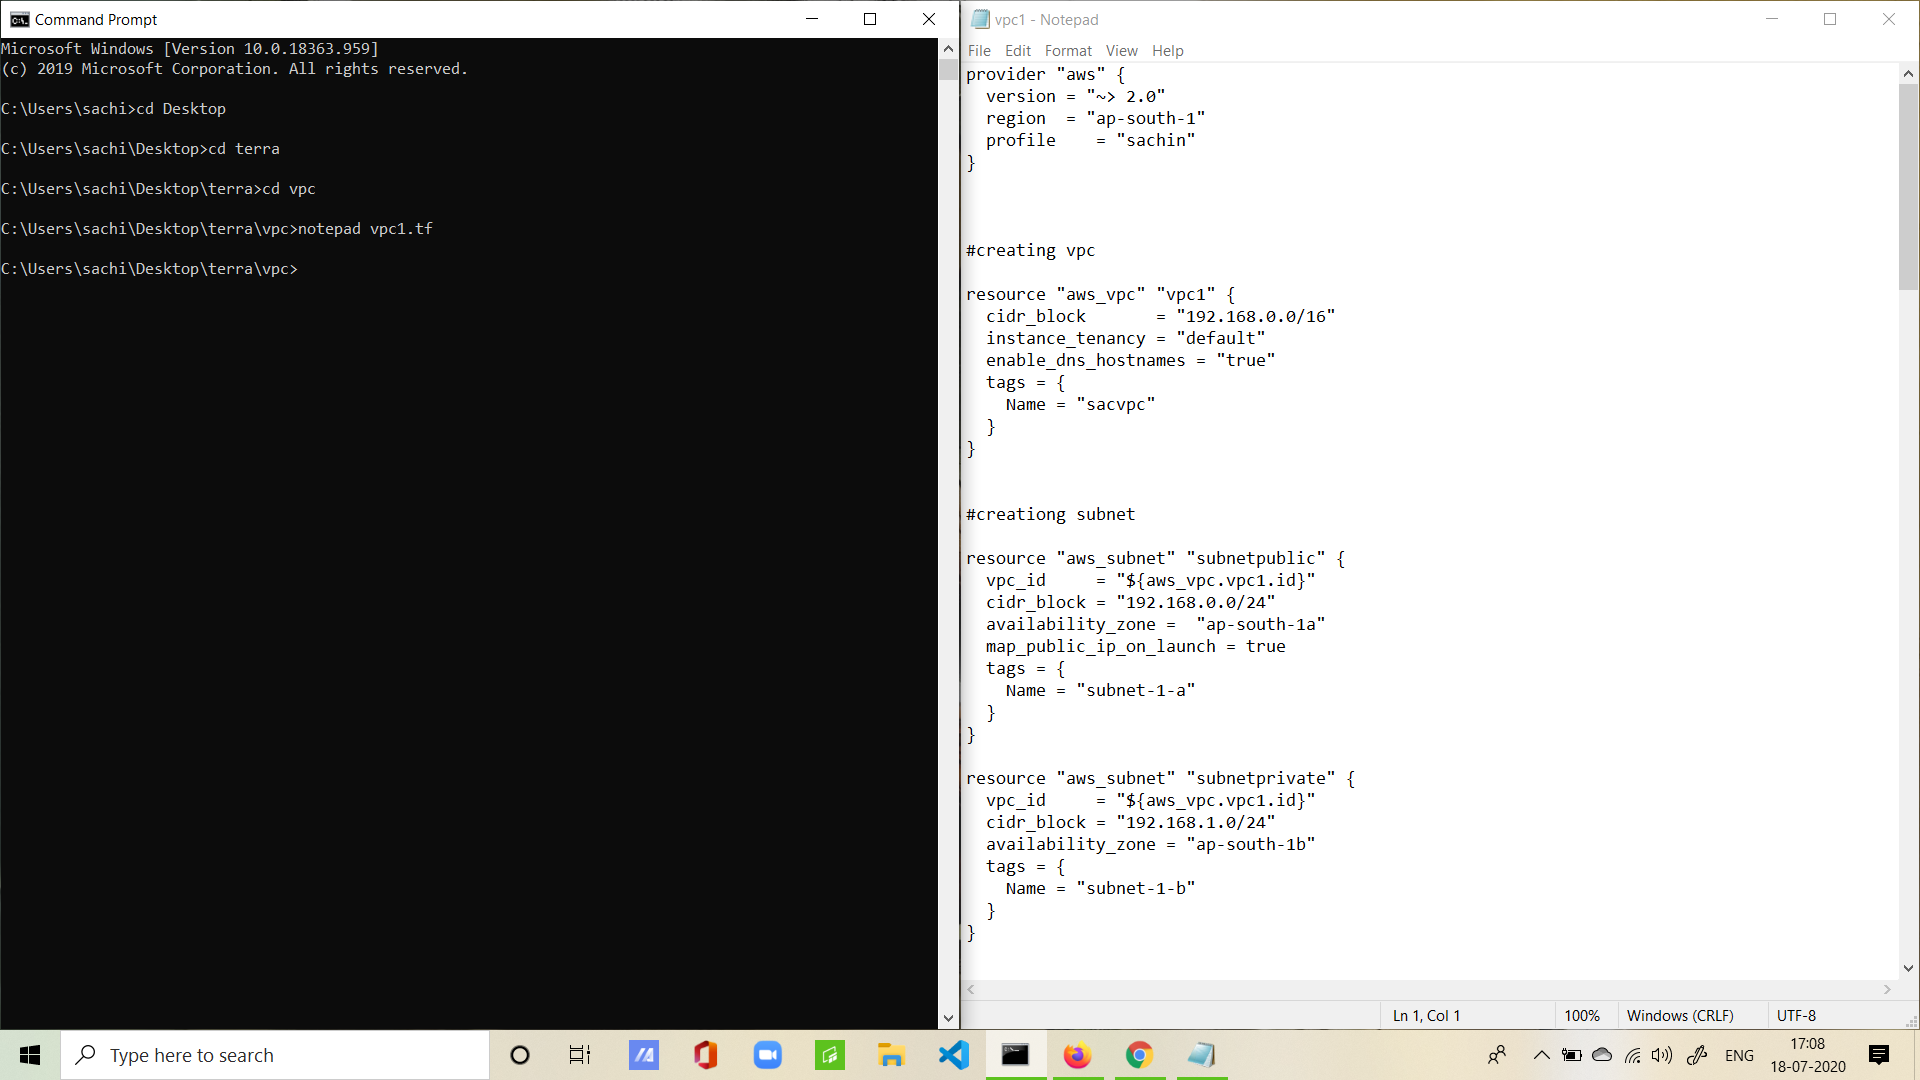 Command Prompt
Microsoft Windows [Version 10.0.18363.959]
(c) 2019 Microsoft Corporation. All rights reserved.
C:\Users\sachi>cd Desktop
C:\Users\sachi\Desktop>cd terra
C:\Users\sachi\Desktop\terra>cd vpc
C:\Users\sachi\Desktop\terra\vpc>notepad vpc1.tf
C:\Users\sachi\Desktop\terra\vpc>
vpc1 - Notepad
File Edit Format View Help
provider "aws" {
  version = "~> 2.0"
  region  = "ap-south-1"
  profile    = "sachin"
}
#creating vpc
resource "aws_vpc" "vpc1" {
  cidr_block       = "192.168.0.0/16"
  instance_tenancy = "default"
  enable_dns_hostnames = "true"
  tags = {
    Name = "sacvpc"
  }
}
#creationg subnet
resource "aws_subnet" "subnetpublic" {
  vpc_id     = "${aws_vpc.vpc1.id}"
  cidr_block = "192.168.0.0/24"
  availability_zone =  "ap-south-1a"
  map_public_ip_on_launch = true
  tags = {
    Name = "subnet-1-a"
  }
}
resource "aws_subnet" "subnetprivate" {
  vpc_id     = "${aws_vpc.vpc1.id}"
  cidr_block = "192.168.1.0/24"
  availability_zone = "ap-south-1b"
  tags = {
    Name = "subnet-1-b"
  }
}
Ln 1, Col 1
100%
Windows (CRLF)
UTF-8
Type here to search
ENG
17:08
18-07-2020